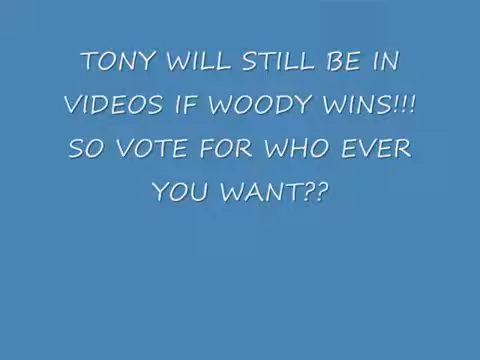 TONY WILL STILL BE IN
VIDEOS IF WOODY WINS!!!
SO VOTE FOR WHO EVER
YOU WANT??